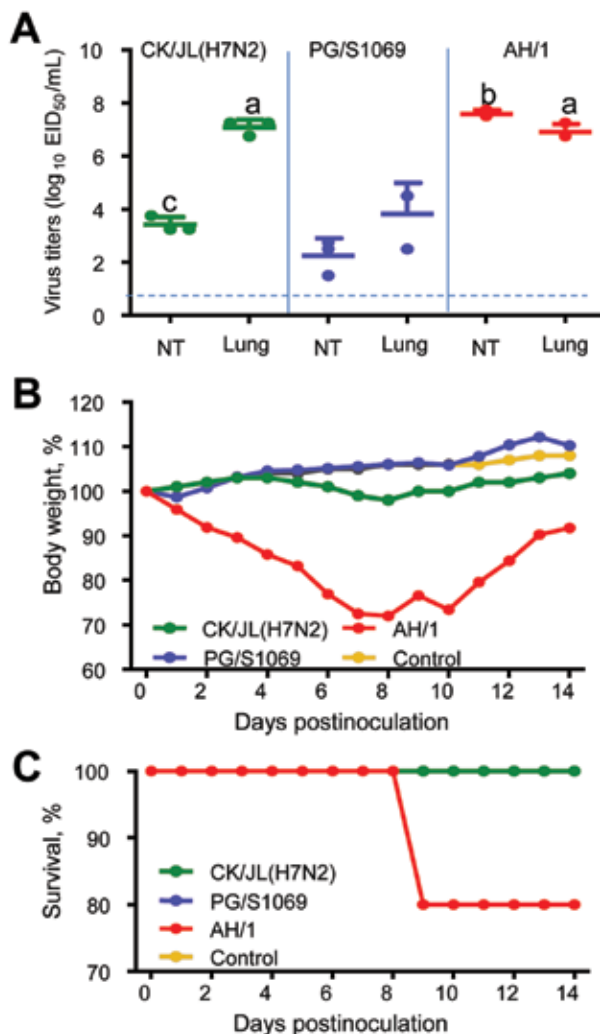 A
CK/JL(H7N2) PG/S1069 AH/1
10
8
6
4
2
0
Virus titers (log10 EID50/mL)
c a b a
NT Lung NT Lung NT Lung
B
120
110
100
90
80
70
60
Body weight, %
CK/JL(H7N2) AH/1
PG/S1069 Control
0 2 4 6 8 10 12 14
Days postinoculation
C
100
90
80
70
Survival, %
CK/JL(H7N2)
PG/S1069
AH/1
Control
0 2 4 6 8 10 12 14
Days postinoculation